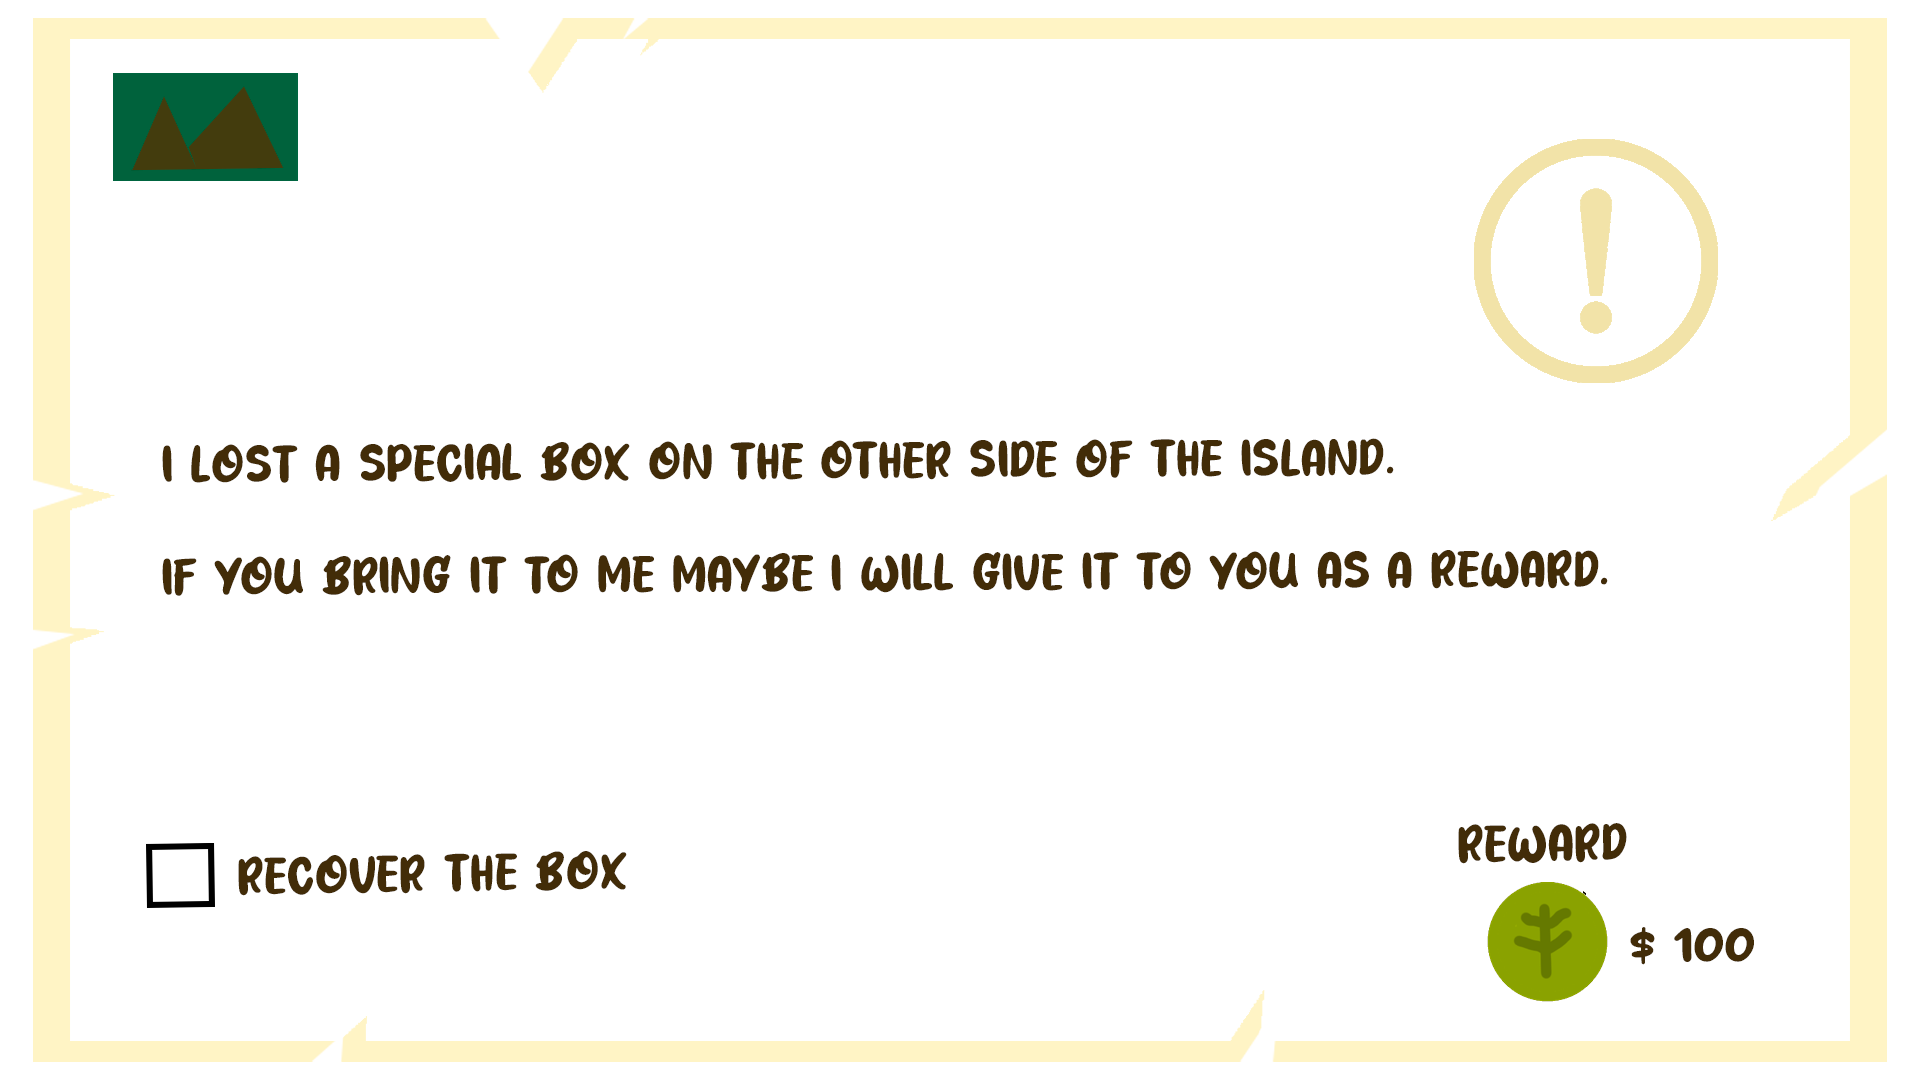 I LOST A SPECIAL BOX ON THE OTHER SIDE OF THE ISLAND.
IF YOU BRING IT TO ME MAYBE I WILL GIVE IT TO YOU AS A REWARD.
RECOVER THE BOX
REWARD
$ 100